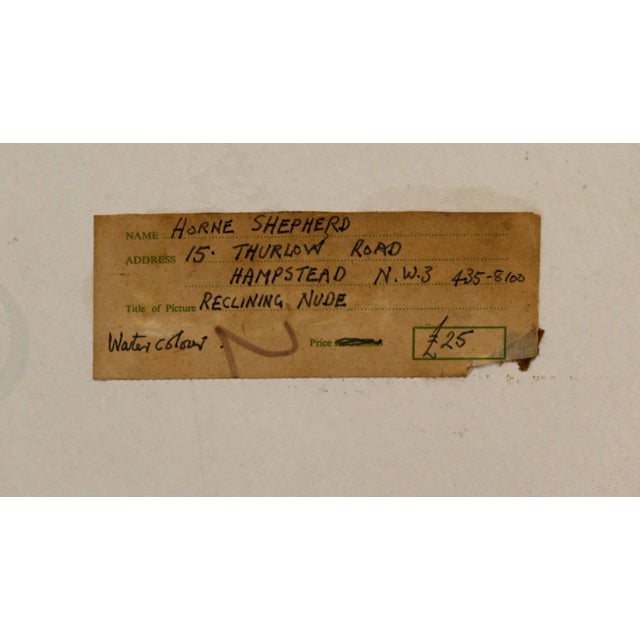 NAME HORNE SHEPHERD
ADDRESS 15. THURLOW ROAD
HAMPSTEAD N.W.3 435-8100
Title of Picture RECLINING NUDE
Water colour. Price £25